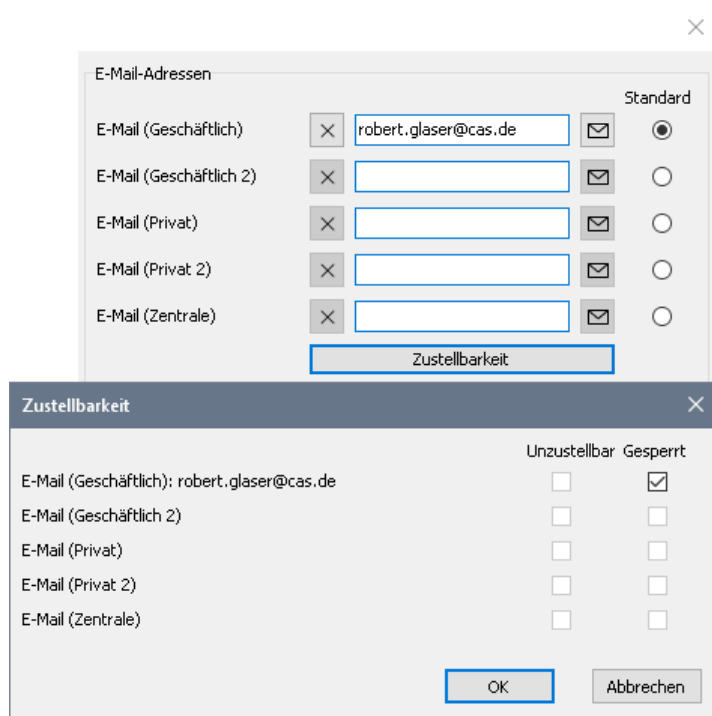 E-Mail-Adressen
Standard
E-Mail (Geschäftlich) robert.glaser@cas.de
E-Mail (Geschäftlich 2)
E-Mail (Privat)
E-Mail (Privat 2)
E-Mail (Zentrale)
Zustellbarkeit
Zustellbarkeit
Unzustellbar Gesperrt
E-Mail (Geschäftlich): robert.glaser@cas.de
E-Mail (Geschäftlich 2)
E-Mail (Privat)
E-Mail (Privat 2)
E-Mail (Zentrale)
OK Abbrechen